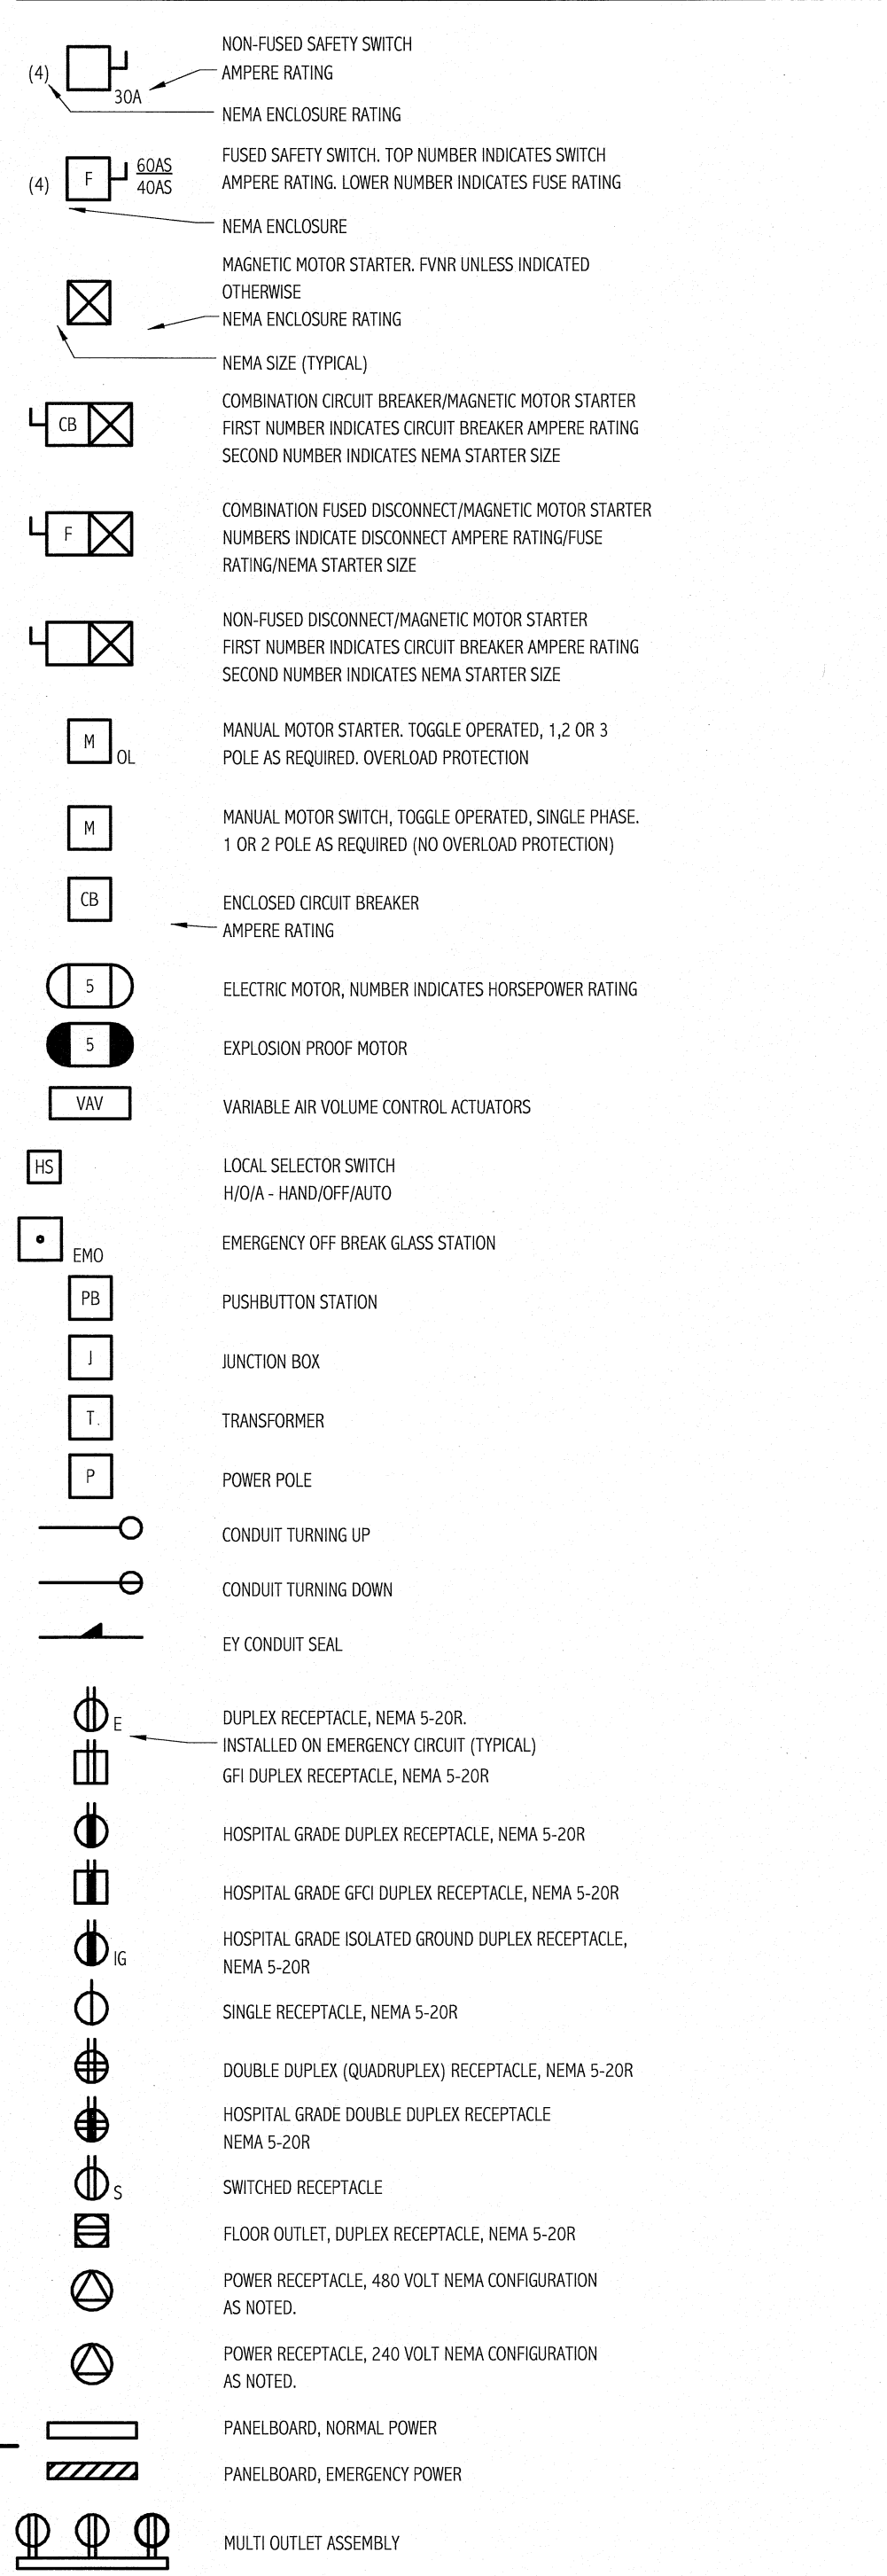 NON-FUSED SAFETY SWITCH
(4)
AMPERE RATING
30A
NEMA ENCLOSURE RATING
FUSED SAFETY SWITCH. TOP NUMBER INDICATES SWITCH
(4) F 60AS
40AS
AMPERE RATING. LOWER NUMBER INDICATES FUSE RATING
NEMA ENCLOSURE
MAGNETIC MOTOR STARTER. FVNR UNLESS INDICATED
OTHERWISE
NEMA ENCLOSURE RATING
NEMA SIZE (TYPICAL)
COMBINATION CIRCUIT BREAKER/MAGNETIC MOTOR STARTER
CB
FIRST NUMBER INDICATES CIRCUIT BREAKER AMPERE RATING
SECOND NUMBER INDICATES NEMA STARTER SIZE
COMBINATION FUSED DISCONNECT/MAGNETIC MOTOR STARTER
F
NUMBERS INDICATE DISCONNECT AMPERE RATING/FUSE
RATING/NEMA STARTER SIZE
NON-FUSED DISCONNECT/MAGNETIC MOTOR STARTER
FIRST NUMBER INDICATES CIRCUIT BREAKER AMPERE RATING
SECOND NUMBER INDICATES NEMA STARTER SIZE
M
OL
MANUAL MOTOR STARTER. TOGGLE OPERATED, 1,2 OR 3
POLE AS REQUIRED. OVERLOAD PROTECTION
M
MANUAL MOTOR SWITCH, TOGGLE OPERATED, SINGLE PHASE.
1 OR 2 POLE AS REQUIRED (NO OVERLOAD PROTECTION)
CB
ENCLOSED CIRCUIT BREAKER
AMPERE RATING
5
ELECTRIC MOTOR, NUMBER INDICATES HORSEPOWER RATING
5
EXPLOSION PROOF MOTOR
VAV
VARIABLE AIR VOLUME CONTROL ACTUATORS
HS
LOCAL SELECTOR SWITCH
H/O/A - HAND/OFF/AUTO
EMO
EMERGENCY OFF BREAK GLASS STATION
PB
PUSHBUTTON STATION
J
JUNCTION BOX
T
TRANSFORMER
P
POWER POLE
CONDUIT TURNING UP
CONDUIT TURNING DOWN
EY CONDUIT SEAL
E
DUPLEX RECEPTACLE, NEMA 5-20R.
INSTALLED ON EMERGENCY CIRCUIT (TYPICAL)
GFI DUPLEX RECEPTACLE, NEMA 5-20R
HOSPITAL GRADE DUPLEX RECEPTACLE, NEMA 5-20R
HOSPITAL GRADE GFCI DUPLEX RECEPTACLE, NEMA 5-20R
IG
HOSPITAL GRADE ISOLATED GROUND DUPLEX RECEPTACLE,
NEMA 5-20R
SINGLE RECEPTACLE, NEMA 5-20R
DOUBLE DUPLEX (QUADRUPLEX) RECEPTACLE, NEMA 5-20R
HOSPITAL GRADE DOUBLE DUPLEX RECEPTACLE
NEMA 5-20R
S
SWITCHED RECEPTACLE
FLOOR OUTLET, DUPLEX RECEPTACLE, NEMA 5-20R
POWER RECEPTACLE, 480 VOLT NEMA CONFIGURATION
AS NOTED.
POWER RECEPTACLE, 240 VOLT NEMA CONFIGURATION
AS NOTED.
PANELBOARD, NORMAL POWER
PANELBOARD, EMERGENCY POWER
MULTI OUTLET ASSEMBLY